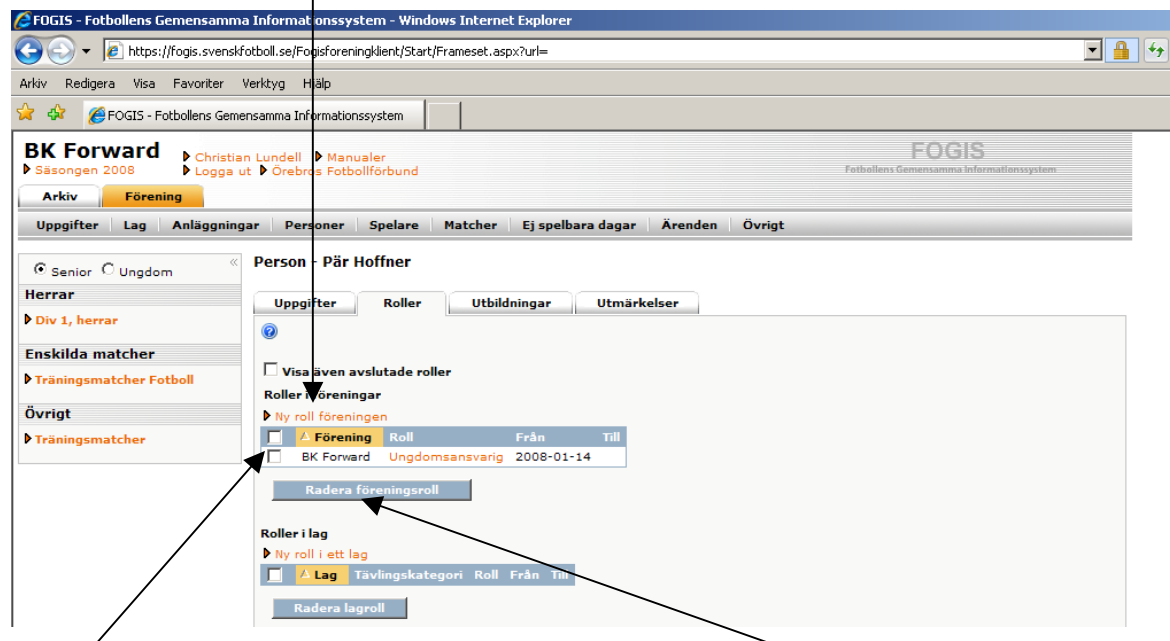 FOGIS - Fotbollens Gemensamma Informationssystem - Windows Internet Explorer
https://fogis.svenskfotboll.se/Fogisforeningklient/Start/Frameset.aspx?url=
Arkiv Redigera Visa Favoriter Verktyg Hjälp
FOGIS - Fotbollens Gemensamma Informationssystem
BK Forward
Christian Lundell Manualer
Säsongen 2008
Logga ut Örebros Fotbollförbund
FOGIS
Fotbollens Gemensamma Informationssystem
Arkiv Förening
Uppgifter Lag Anläggningar Personer Spelare Matcher Ej spelbara dagar Ärenden Övrigt
Senior Ungdom
Herrar
Div 1, herrar
Enskilda matcher
Träningsmatcher Fotboll
Övrigt
Träningsmatcher
Person - Pär Hoffner
Uppgifter Roller Utbildningar Utmärkelser
Visa även avslutade roller
Roller i föreningar
Ny roll föreningen
Förening Roll Från Till
BK Forward Ungdomsansvarig 2008-01-14
Radera föreningsroll
Roller i lag
Ny roll i ett lag
Lag Tävlingskategori Roll Från Till
Radera lagroll